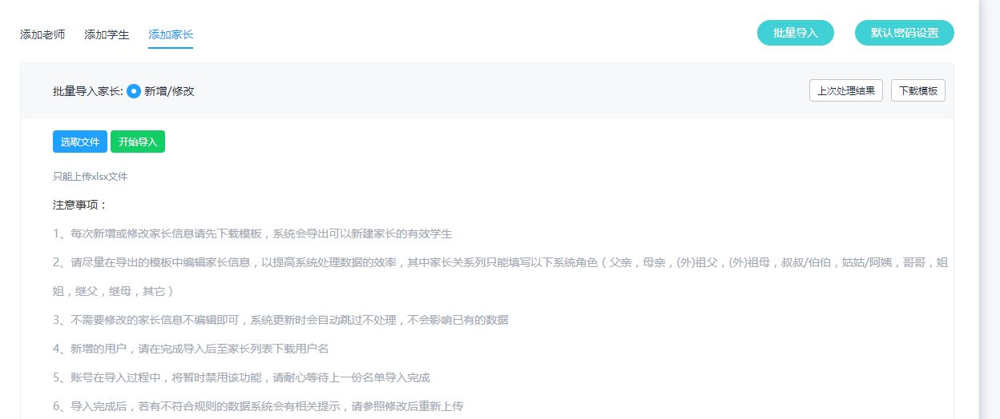 添加老师 添加学生 添加家长 批量导入 默认密码设置
批量导入家长: 新增/修改 上次处理结果 下载模板
选取文件 开始导入
只能上传xlsx文件
注意事项：
1、每次新增或修改家长信息请先下载模板，系统会导出可以新建家长的有效学生
2、请尽量在导出的模板中编辑家长信息，以提高系统处理数据的效率，其中家长关系列只能填写以下系统角色（父亲，母亲，(外)祖父，(外)祖母，叔叔/伯伯，姑姑/阿姨，哥哥，姐
姐，继父，继母，其它）
3、不需要修改的家长信息不编辑即可，系统更新时会自动跳过不处理，不会影响已有的数据
4、新增的用户，请在完成导入后至家长列表下载用户名
5、账号在导入过程中，将暂时禁用该功能，请耐心等待上一份名单导入完成
6、导入完成后，若有不符合规则的数据系统会有相关提示，请参照修改后重新上传